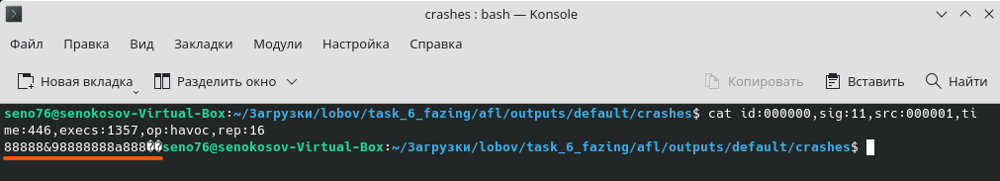 crashes : bash — Konsole
Файл Правка Вид Закладки Модули Настройка Справка
Новая вкладка Разделить окно Копировать Вставить Найти
seno76@senokosov-Virtual-Box:~/Загрузки/lobov/task_6_fazing/afl/outputs/default/crashes$ cat id:000000,sig:11,src:000001,ti
me:446,execs:1357,op:havoc,rep:16
88888&98888888a888��seno76@senokosov-Virtual-Box:~/Загрузки/lobov/task_6_fazing/afl/outputs/default/crashes$